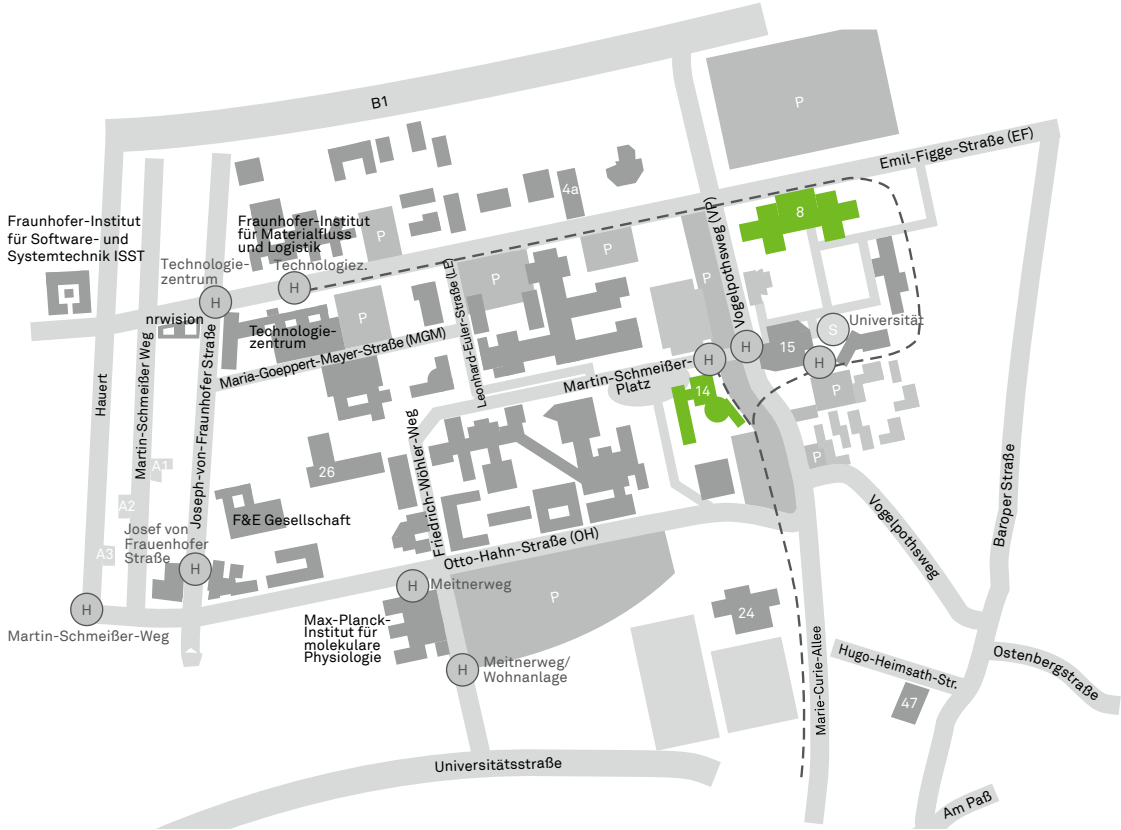 B1
P
Emil-Figge-Straße (EF)
4a
8
Fraunhofer-Institut
für Software- und
Systemtechnik ISST
Fraunhofer-Institut
für Materialfluss
und Logistik
P
P
P
P
Technologie-
zentrum
Technologiez.
H
H
Vogelpothsweg (VP)
Leonhard-Euler-Straße (LE)
nrwision
Technologie-
zentrum
P
S
Universität
H
H
H
15
Maria-Goeppert-Mayer-Straße (MGM)
Martin-Schmeißer-
Platz
14
P
Hauert
Martin-Schmeißer Weg
Joseph-von-Fraunhofer Straße
Friedrich-Wöhler-Weg
26
A1
A2
A3
P
Baroper Straße
Vogelpothsweg
F&E Gesellschaft
Josef von
Frauenhofer
Straße
H
Otto-Hahn-Straße (OH)
H
Meitnerweg
P
24
H
Martin-Schmeißer-Weg
Max-Planck-
Institut für
molekulare
Physiologie
H
Meitnerweg/
Wohnanlage
Marie-Curie-Allee
Hugo-Heimsath-Str.
Ostenbergstraße
47
Universitätsstraße
Am Paß